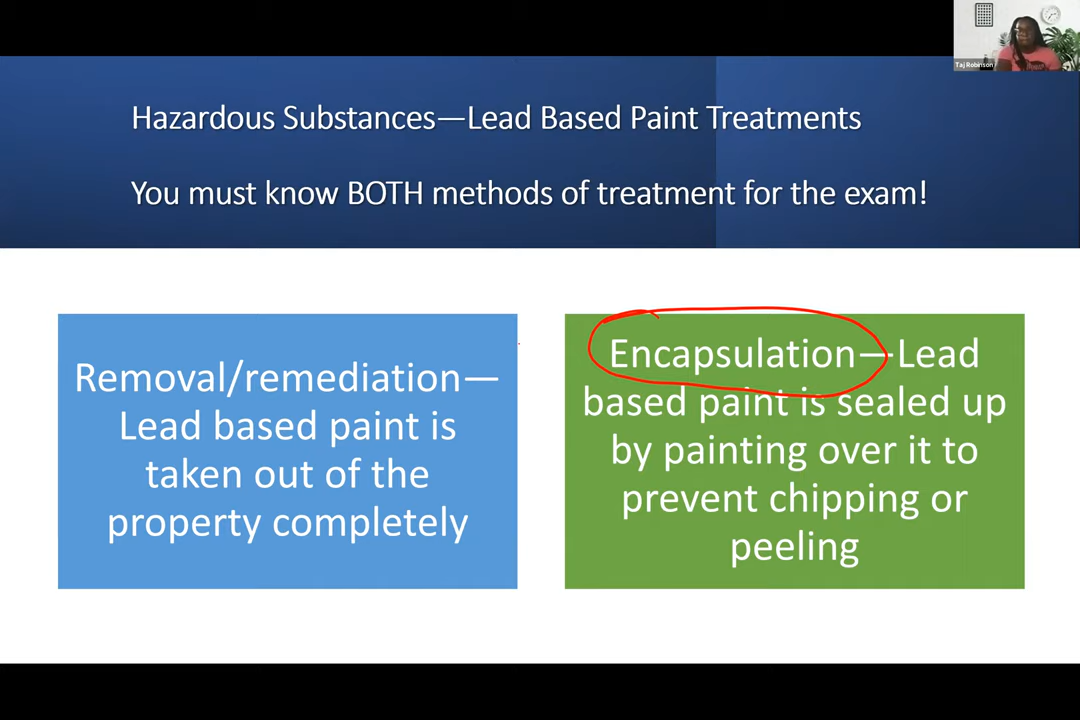 Taj Robinson
Hazardous Substances—Lead Based Paint Treatments
You must know BOTH methods of treatment for the exam!
Removal/remediation—
Lead based paint is
taken out of the
property completely
Encapsulation—Lead
based paint is sealed up
by painting over it to
prevent chipping or
peeling